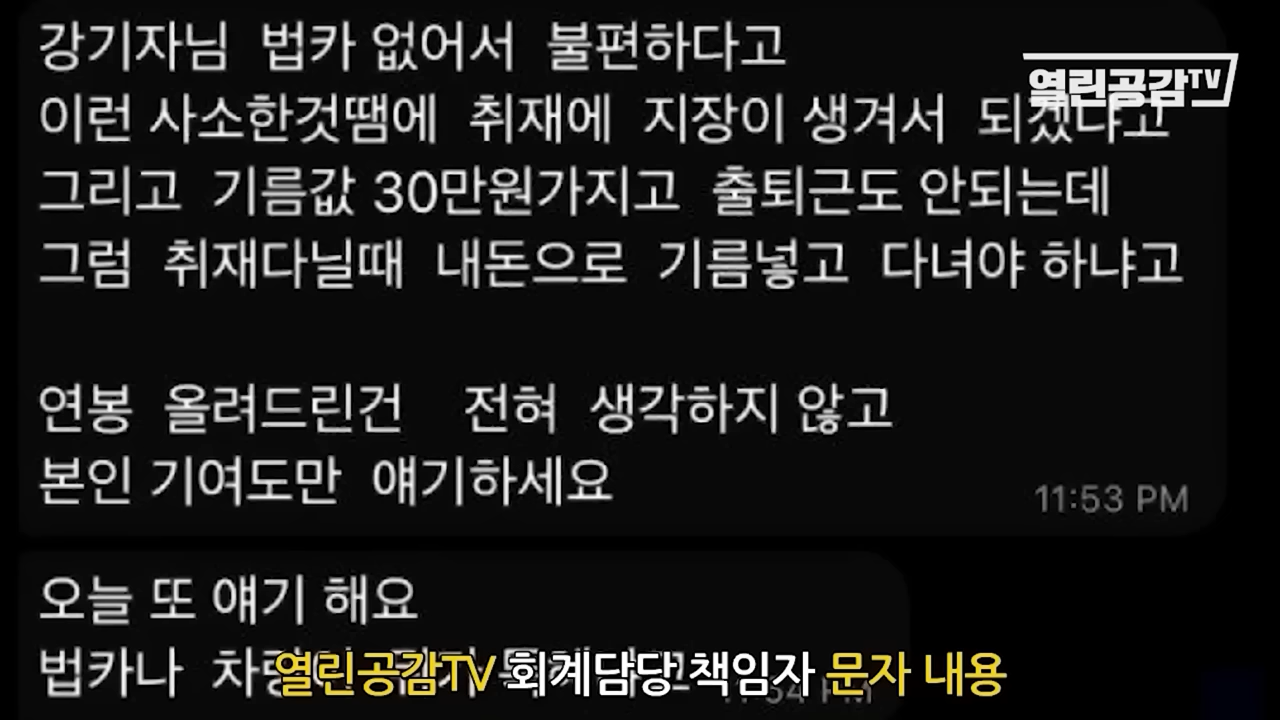 강기자님 법카 없어서 불편하다고
열린공감TV
이런 사소한것땜에 취재에 지장이 생겨서 되겠냐고
그리고 기름값 30만원가지고 출퇴근도 안되는데
그럼 취재다닐때 내돈으로 기름넣고 다녀야 하냐고
연봉 올려드린건 전혀 생각하지 않고
본인 기여도만 얘기하세요
11:53 PM
오늘 또 얘기 해요
법카나
열린공감TV 회계담당 책임자 문자 내용